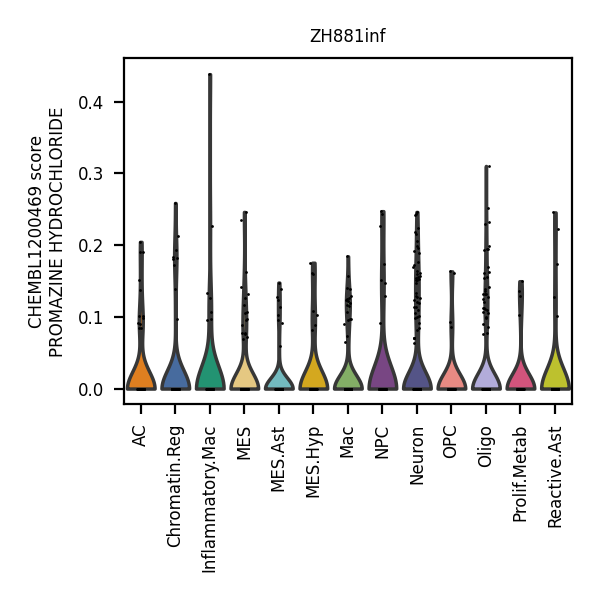 ZH881inf
CHEMBL1200469 score
PROMAZINE HYDROCHLORIDE
0.4
0.3
0.2
0.1
0.0
AC
Chromatin.Reg
Inflammatory.Mac
MES
MES.Ast
MES.Hyp
Mac
NPC
Neuron
OPC
Oligo
Prolif.Metab
Reactive.Ast